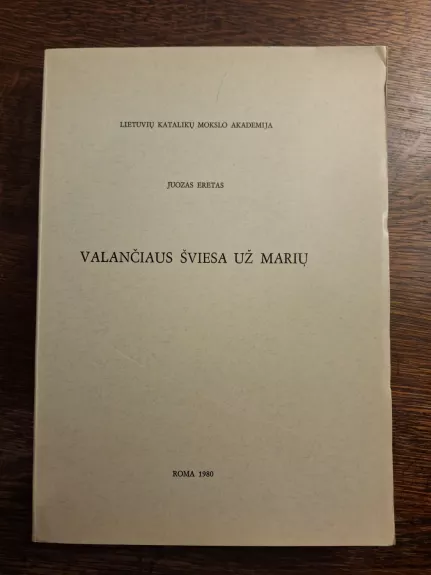 LIETUVIŲ KATALIKŲ MOKSLO AKADEMIJA
JUOZAS ERETAS
VALANČIAUS ŠVIESA UŽ MARIŲ
ROMA 1980